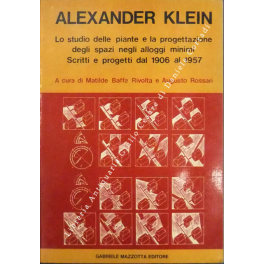 ALEXANDER KLEIN
Lo studio delle piante e la progettazione
degli spazi negli alloggi minimi
Scritti e progetti dal 1906 al 1957
A cura di Matilde Baffa Rivolta e Augusto Rossari
GABRIELE MAZZOTTA EDITORE